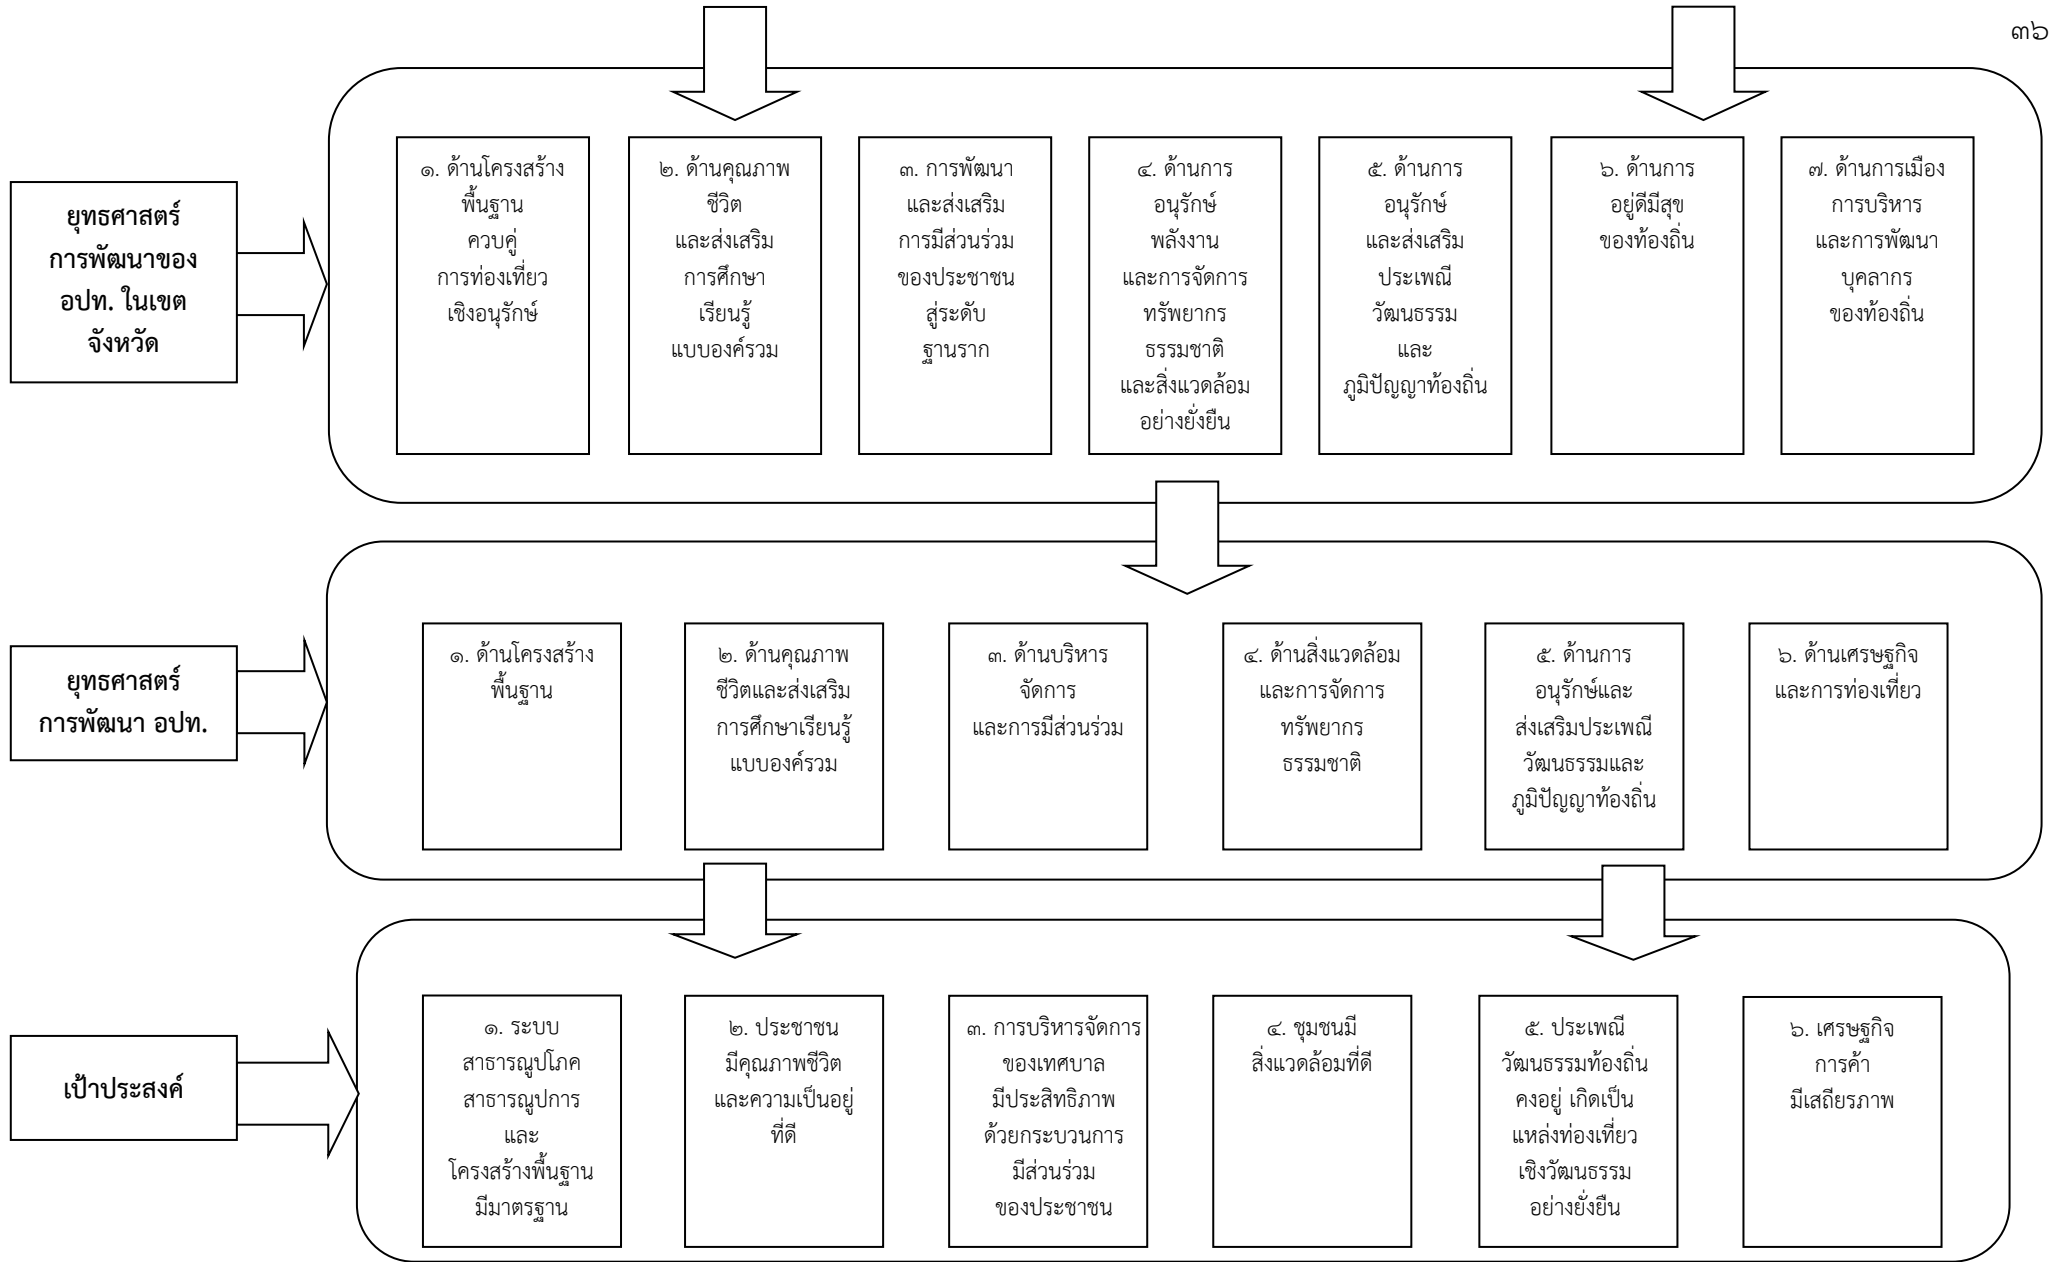 ๓๖
ยุทธศาสตร์
การพัฒนาของ
อปท. ในเขต
จังหวัด
๑. ด้านโครงสร้าง
พื้นฐาน
ควบคู่
การท่องเที่ยว
เชิงอนุรักษ์
๒. ด้านคุณภาพ
ชีวิต
และส่งเสริม
การศึกษา
เรียนรู้
แบบองค์รวม
๓. การพัฒนา
และส่งเสริม
การมีส่วนร่วม
ของประชาชน
สู่ระดับ
ฐานราก
๔. ด้านการ
อนุรักษ์
พลังงาน
และการจัดการ
ทรัพยากร
ธรรมชาติ
และสิ่งแวดล้อม
อย่างยั่งยืน
๕. ด้านการ
อนุรักษ์
และส่งเสริม
ประเพณี
วัฒนธรรม
และ
ภูมิปัญญาท้องถิ่น
๖. ด้านการ
อยู่ดีมีสุข
ของท้องถิ่น
๗. ด้านการเมือง
การบริหาร
และการพัฒนา
บุคลากร
ของท้องถิ่น
ยุทธศาสตร์
การพัฒนา อปท.
๑. ด้านโครงสร้าง
พื้นฐาน
๒. ด้านคุณภาพ
ชีวิตและส่งเสริม
การศึกษาเรียนรู้
แบบองค์รวม
๓. ด้านบริหาร
จัดการ
และการมีส่วนร่วม
๔. ด้านสิ่งแวดล้อม
และการจัดการ
ทรัพยากร
ธรรมชาติ
๕. ด้านการ
อนุรักษ์และ
ส่งเสริมประเพณี
วัฒนธรรมและ
ภูมิปัญญาท้องถิ่น
๖. ด้านเศรษฐกิจ
และการท่องเที่ยว
เป้าประสงค์
๑. ระบบ
สาธารณูปโภค
สาธารณูปการ
และ
โครงสร้างพื้นฐาน
มีมาตรฐาน
๒. ประชาชน
มีคุณภาพชีวิต
และความเป็นอยู่
ที่ดี
๓. การบริหารจัดการ
ของเทศบาล
มีประสิทธิภาพ
ด้วยกระบวนการ
มีส่วนร่วม
ของประชาชน
๔. ชุมชนมี
สิ่งแวดล้อมที่ดี
๕. ประเพณี
วัฒนธรรมท้องถิ่น
คงอยู่ เกิดเป็น
แหล่งท่องเที่ยว
เชิงวัฒนธรรม
อย่างยั่งยืน
๖. เศรษฐกิจ
การค้า
มีเสถียรภาพ